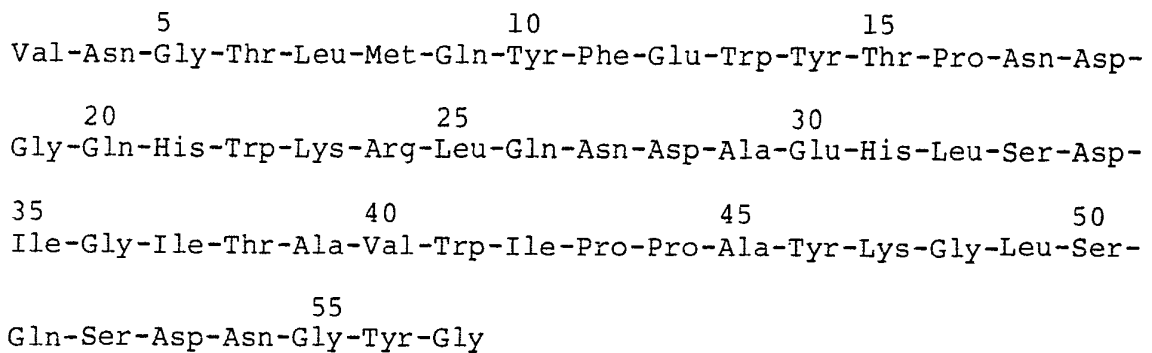 5 10 15
Val-Asn-Gly-Thr-Leu-Met-Gln-Tyr-Phe-Glu-Trp-Tyr-Thr-Pro-Asn-Asp-
20 25 30
Gly-Gln-His-Trp-Lys-Arg-Leu-Gln-Asn-Asp-Ala-Glu-His-Leu-Ser-Asp-
35 40 45 50
Ile-Gly-Ile-Thr-Ala-Val-Trp-Ile-Pro-Pro-Ala-Tyr-Lys-Gly-Leu-Ser-
55
Gln-Ser-Asp-Asn-Gly-Tyr-Gly